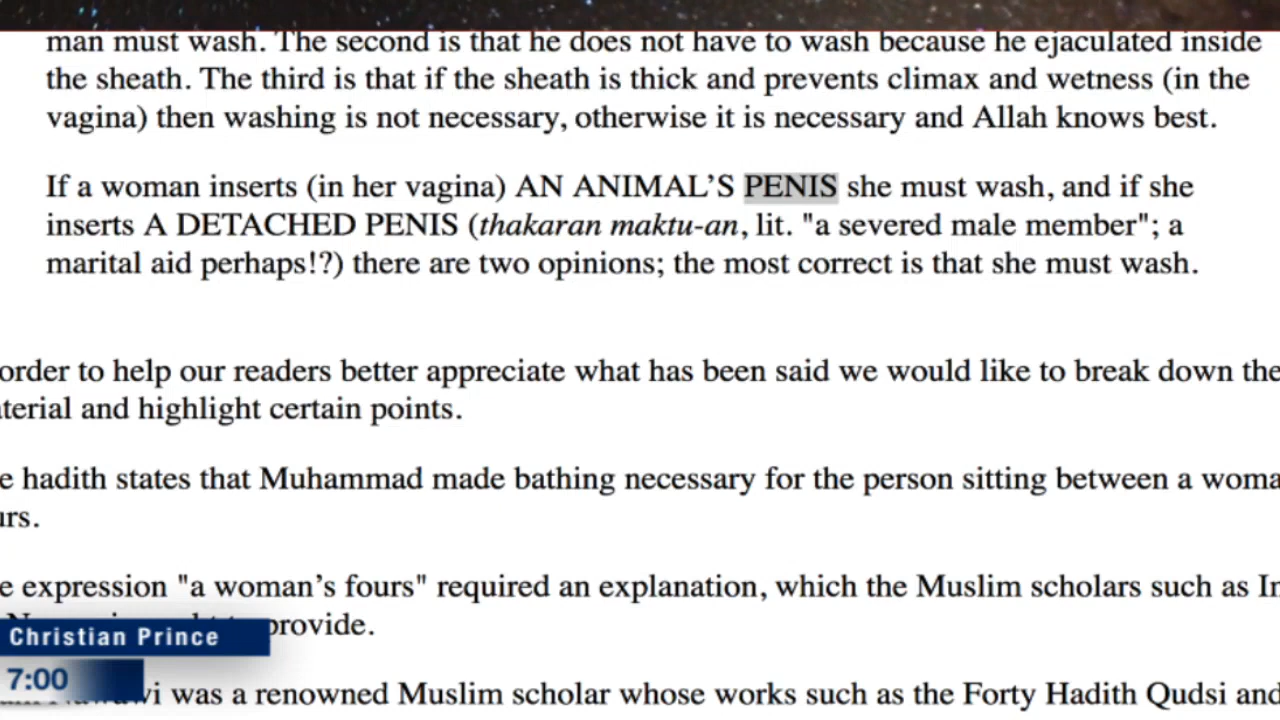 man must wash. The second is that he does not have to wash because he ejaculated inside
the sheath. The third is that if the sheath is thick and prevents climax and wetness (in the
vagina) then washing is not necessary, otherwise it is necessary and Allah knows best.
If a woman inserts (in her vagina) AN ANIMAL’S PENIS she must wash, and if she
inserts A DETACHED PENIS (thakaran maktu-an, lit. "a severed male member"; a
marital aid perhaps!?) there are two opinions; the most correct is that she must wash.
order to help our readers better appreciate what has been said we would like to break down the
terial and highlight certain points.
e hadith states that Muhammad made bathing necessary for the person sitting between a woma
urs.
e expression "a woman’s fours" required an explanation, which the Muslim scholars such as
provide.
Christian Prince
7:00
wi was a renowned Muslim scholar whose works such as the Forty Hadith Qudsi and